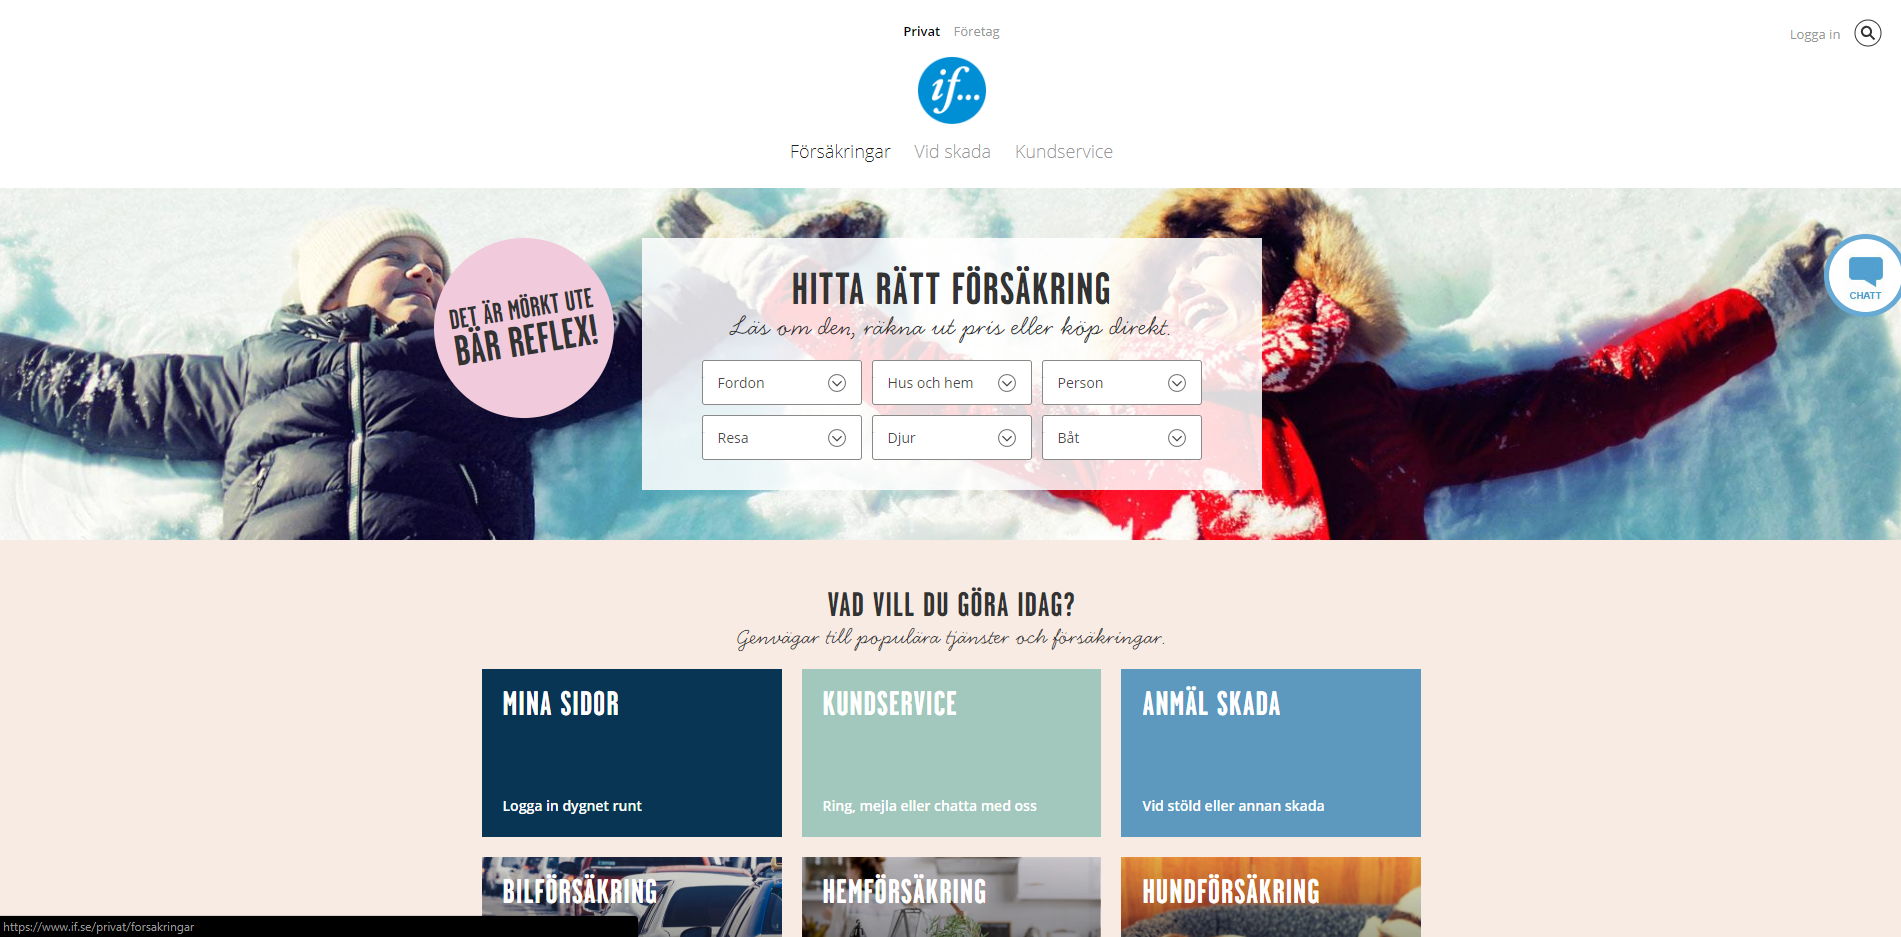 Privat Företag
Logga in
if...
Försäkringar Vid skada Kundservice
DET ÄR MÖRKT UTE
BÄR REFLEX!
HITTA RÄTT FÖRSÄKRING
Läs om den, räkna ut pris eller köp direkt.
Fordon Hus och hem Person
Resa Djur Båt
CHATT
VAD VILL DU GÖRA IDAG?
Genvägar till populära tjänster och försäkringar.
MINA SIDOR
Logga in dygnet runt
KUNDSERVICE
Ring, mejla eller chatta med oss
ANMÄL SKADA
Vid stöld eller annan skada
BILFÖRSÄKRING
HEMFÖRSÄKRING
HUNDFÖRSÄKRING
https://www.if.se/privat/forsakringar